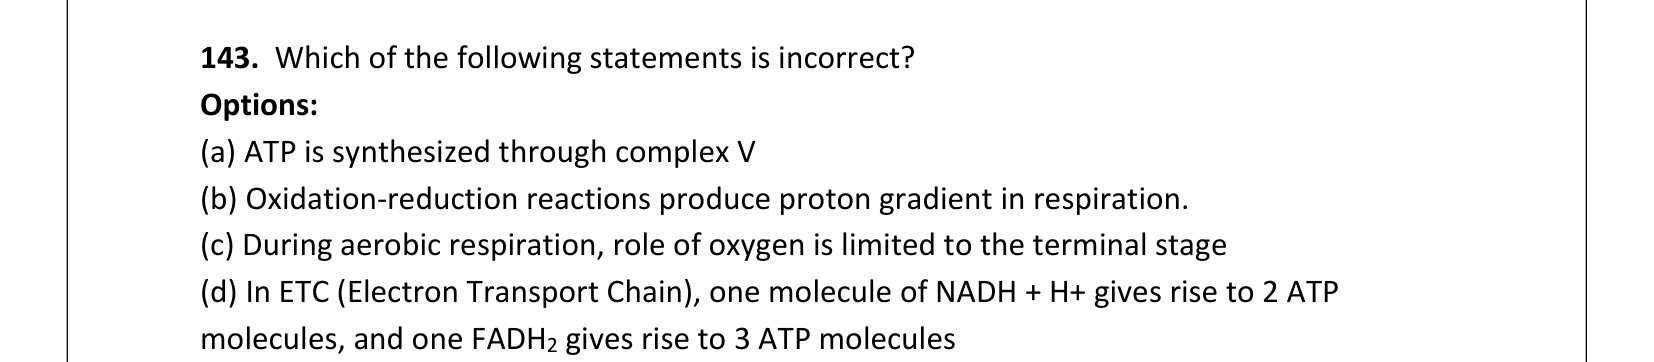 143. Which of the following statements is incorrect?
Options:
(a) ATP is synthesized through complex V
(b) Oxidation-reduction reactions produce proton gradient in respiration.
(c) During aerobic respiration, role of oxygen is limited to the terminal stage
(d) In ETC (Electron Transport Chain), one molecule of NADH + H+ gives rise to 2 ATP
molecules, and one FADH₂ gives rise to 3 ATP molecules